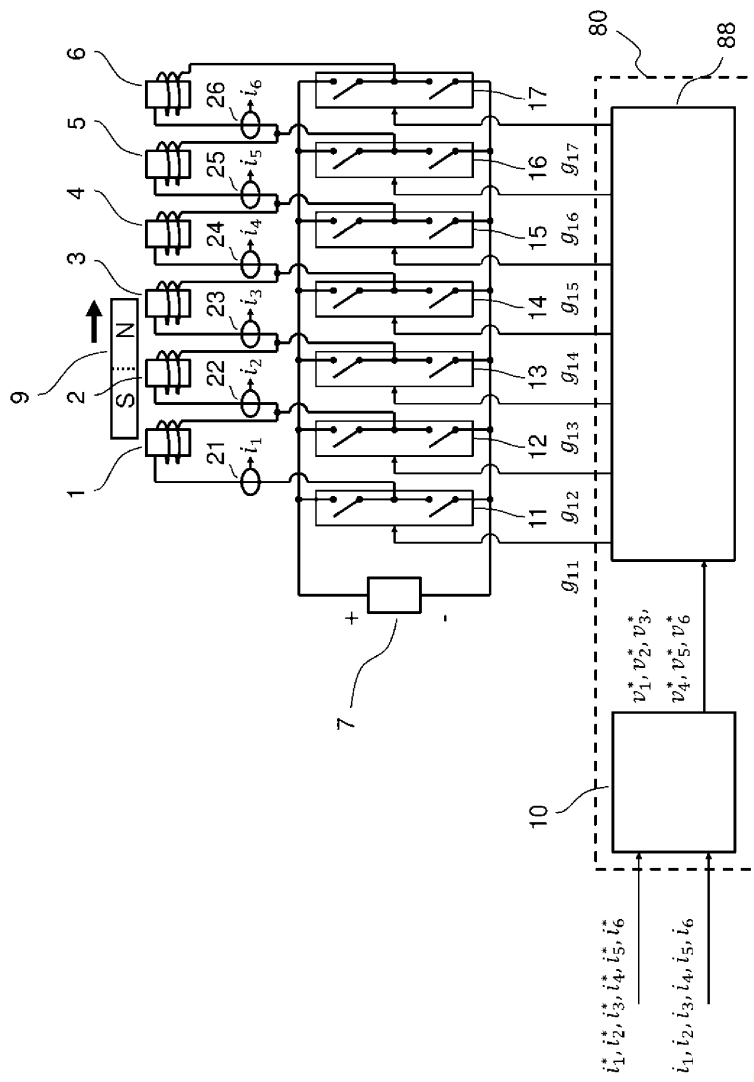 9
S N
1 2 3 4 5 6
21 22 23 24 25 26
i₁ i₂ i₃ i₄ i₅ i₆
+
-
7
11 12 13 14 15 16 17
g₁₁ g₁₂ g₁₃ g₁₄ g₁₅ g₁₆ g₁₇
80
88
10
v₁*, v₂*, v₃*,
v₄*, v₅*, v₆*
i₁*, i₂*, i₃*, i₄*, i₅*, i₆*
i₁, i₂, i₃, i₄, i₅, i₆